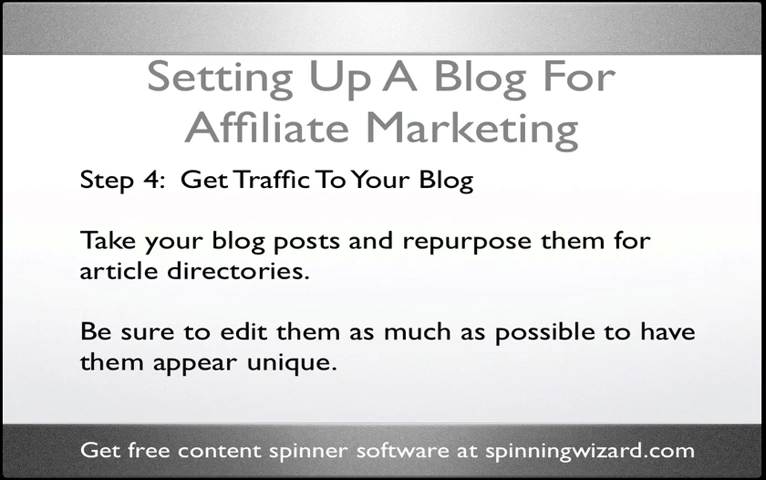 Setting Up A Blog For
Affiliate Marketing
Step 4: Get Traffic To Your Blog
Take your blog posts and repurpose them for
article directories.
Be sure to edit them as much as possible to have
them appear unique.
Get free content spinner software at spinningwizard.com